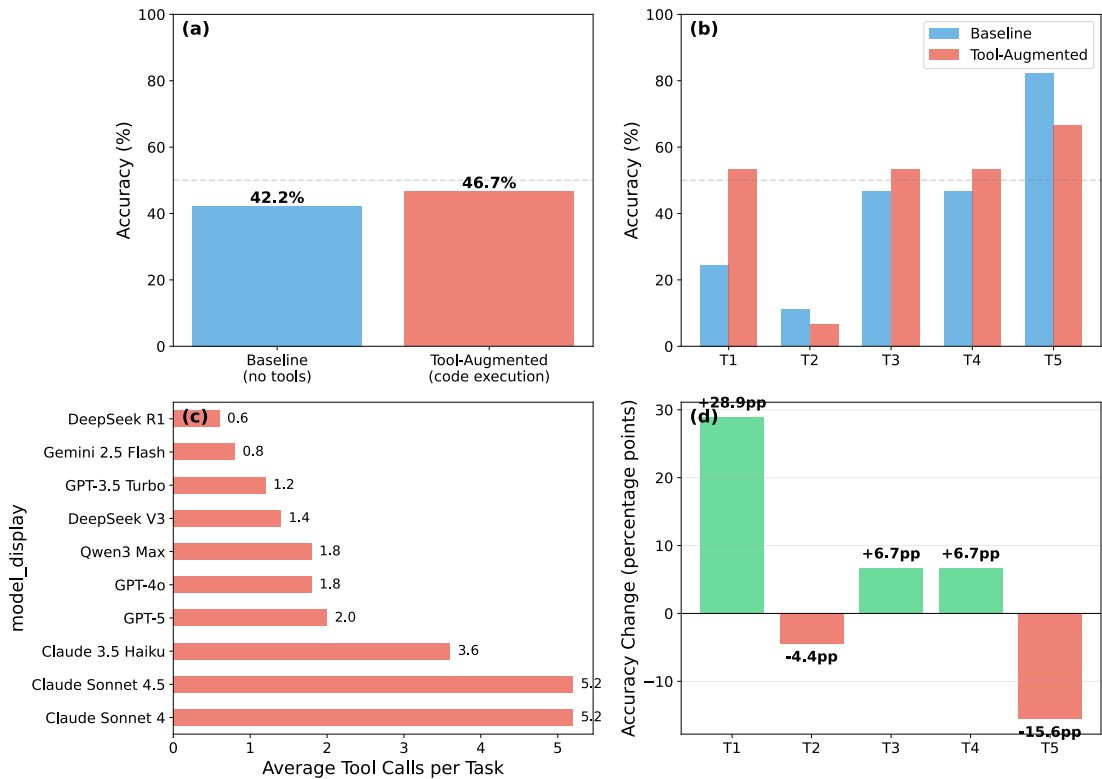 (a)
100
80
60
40
20
0
Accuracy (%)
42.2%
46.7%
Baseline
(no tools)
Tool-Augmented
(code execution)
(b)
Baseline
Tool-Augmented
100
80
60
40
20
0
Accuracy (%)
T1
T2
T3
T4
T5
(c)
model_display
DeepSeek R1
0.6
Gemini 2.5 Flash
0.8
GPT-3.5 Turbo
1.2
DeepSeek V3
1.4
Qwen3 Max
1.8
GPT-4o
1.8
GPT-5
2.0
Claude 3.5 Haiku
3.6
Claude Sonnet 4.5
5.2
Claude Sonnet 4
5.2
0
1
2
3
4
5
Average Tool Calls per Task
(d)
Accuracy Change (percentage points)
30
20
10
0
−10
+28.9pp
-4.4pp
+6.7pp
+6.7pp
-15.6pp
T1
T2
T3
T4
T5